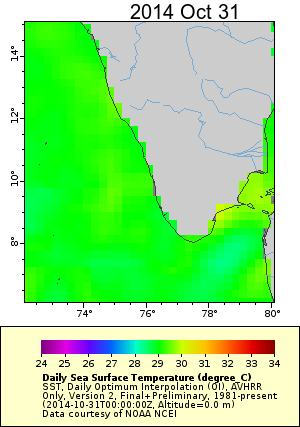 2014 Oct 31
14°
12°
10°
8°
74° 76° 78° 80°
24 25 26 27 28 29 30 31 32 33 34
Daily Sea Surface Temperature (degree_C)
SST, Daily Optimum Interpolation (OI), AVHRR
Only, Version 2, Final+Preliminary, 1981-present
(2014-10-31T00:00:00Z, Altitude=0.0 m)
Data courtesy of NOAA NCEI